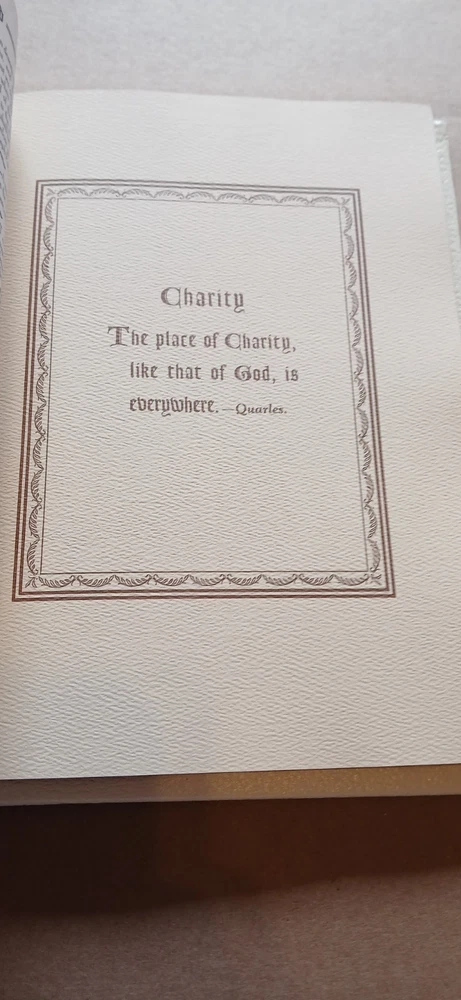 Charity
The place of Charity,
like that of God, is
everywhere.—Quarles.